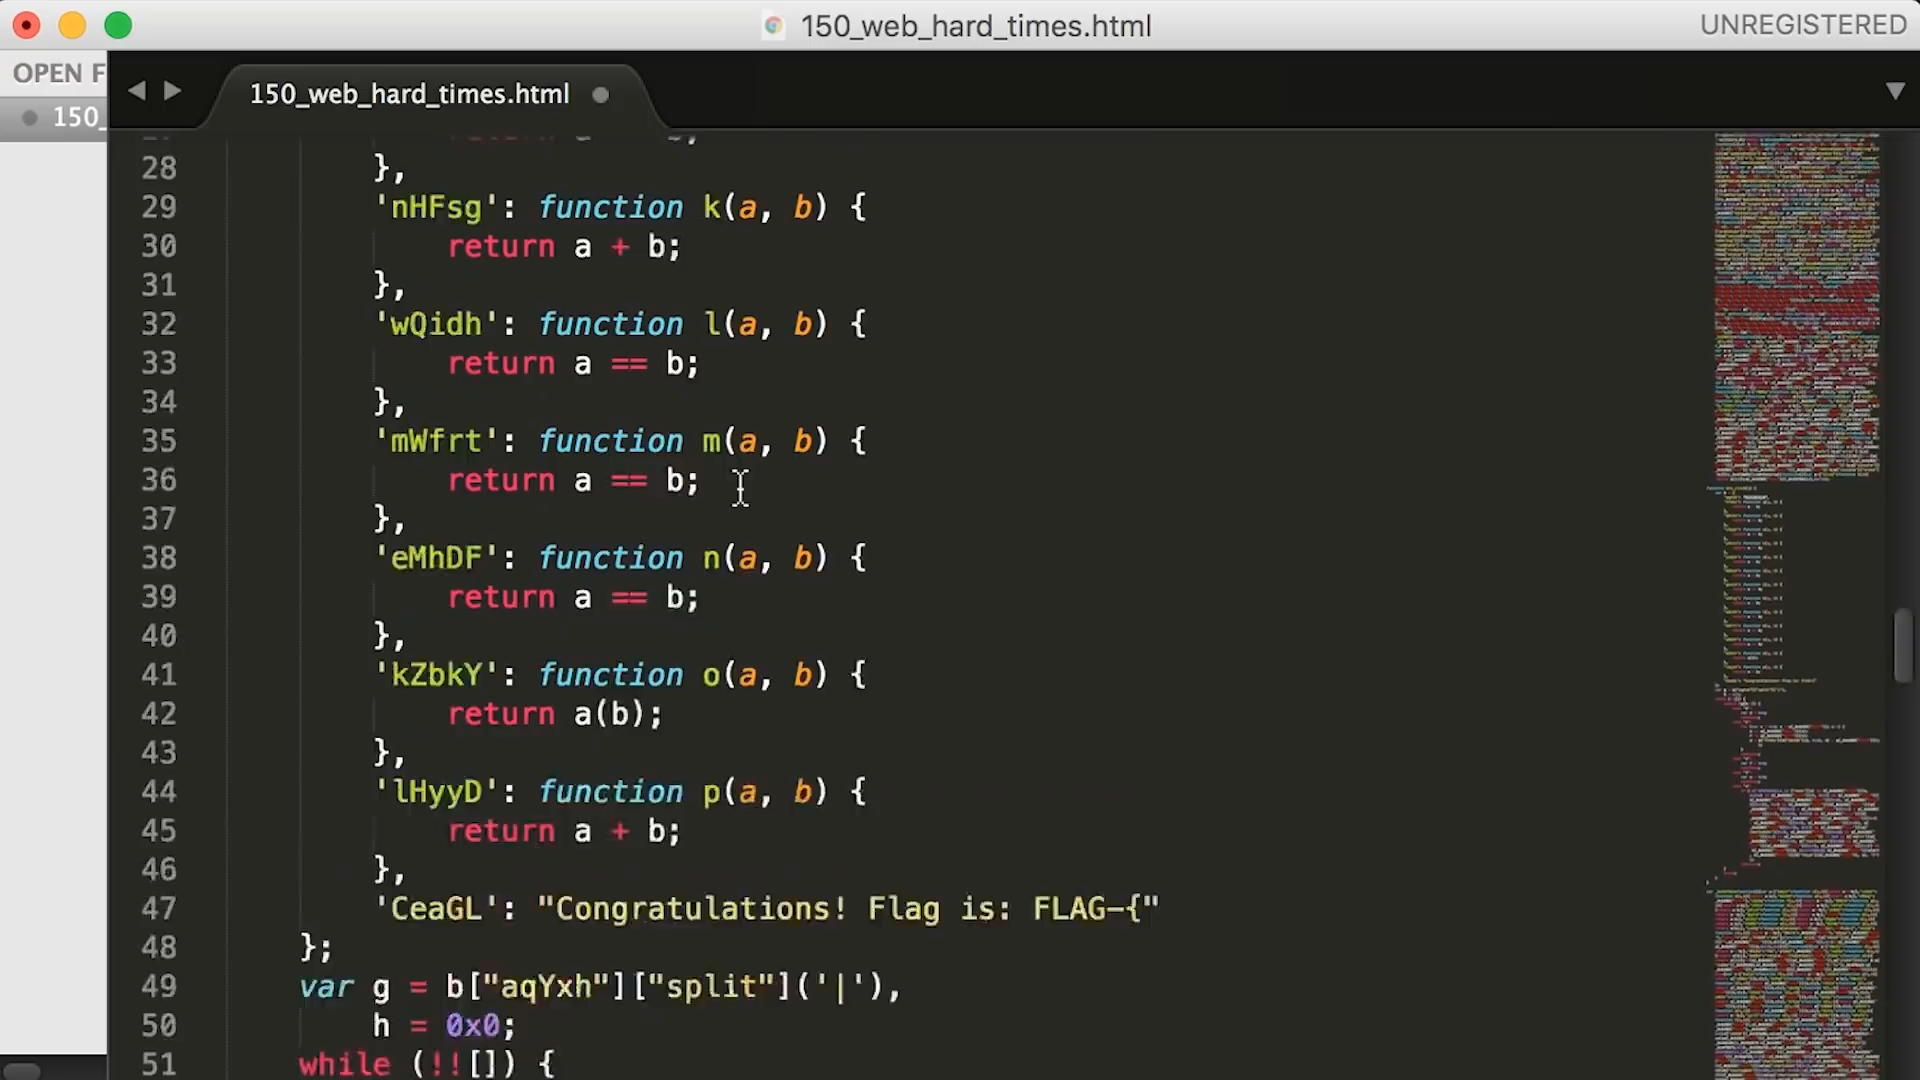 150_web_hard_times.html
UNREGISTERED
OPEN F
150_web_hard_times.html
150_
28 },
29 'nHFsg': function k(a, b) {
30 return a + b;
31 },
32 'wQidh': function l(a, b) {
33 return a == b;
34 },
35 'mWfrt': function m(a, b) {
36 return a == b;
37 },
38 'eMhDF': function n(a, b) {
39 return a == b;
40 },
41 'kZbkY': function o(a, b) {
42 return a(b);
43 },
44 'lHyyD': function p(a, b) {
45 return a + b;
46 },
47 'CeaGL': "Congratulations! Flag is: FLAG-{"
48 };
49 var g = b["aqYxh"]["split"]('|'),
50 h = 0x0;
51 while (!![]) {